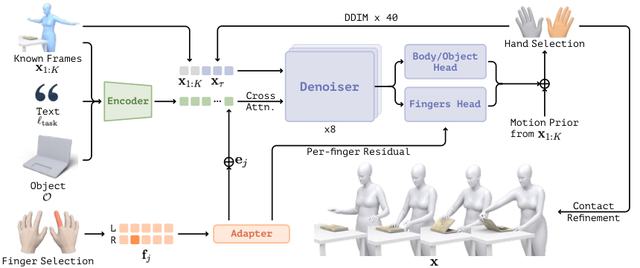 DDIM x 40
Known Frames
x1:K
Text
ℓtask
Object
O
Finger Selection
Encoder
x1:K xτ
Cross
Attn.
ej
L
R
fj
Adapter
Denoiser
x8
Per-finger Residual
Body/Object
Head
Fingers Head
Hand Selection
Motion Prior
from x1:K
Contact
Refinement
x